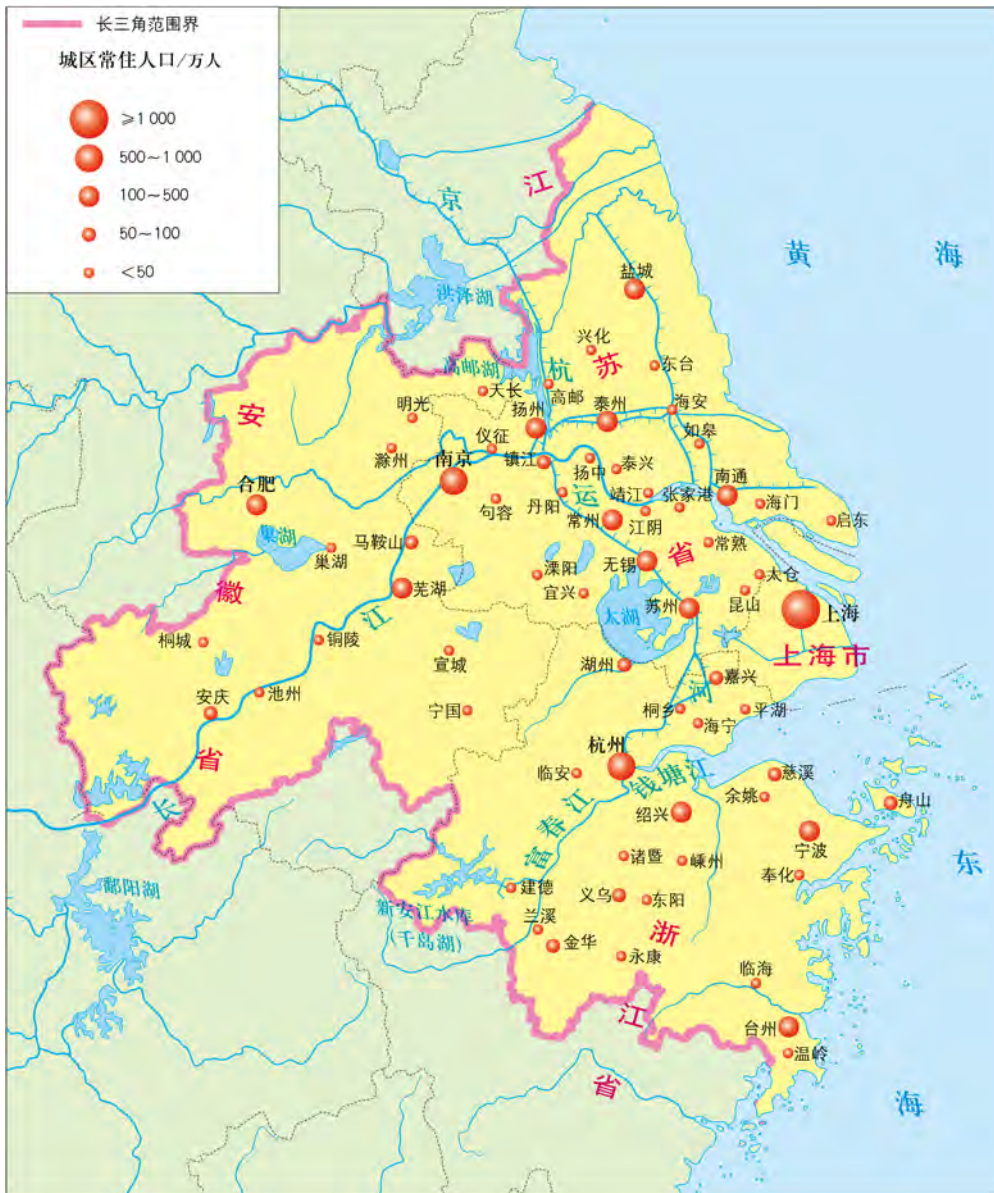 长三角范围界
城区常住人口/万人
≥1 000
500～1 000
100～500
50～100
<50
京
江
黄 海
洪泽湖
盐城
兴化
东台
高邮湖
杭
苏
天长
高邮
安
明光
扬州
泰州
海安
如皋
仪征
滁州
南京
镇江
扬中
泰兴
南通
合肥
运
靖江
张家港
海门
句容
丹阳
常州
江阴
启东
巢湖
马鞍山
省
常熟
巢湖
溧阳
无锡
太仓
徽
芜湖
宜兴
昆山
江
太湖
苏州
上海
桐城
铜陵
宣城
湖州
上海市
嘉兴
池州
河
安庆
宁国
桐乡
平湖
海宁
省
杭州
临安
钱塘江
慈溪
长
余姚
舟山
富春江
绍兴
宁波
诸暨
嵊州
东
鄱阳湖
建德
奉化
新安江水库
(千岛湖)
义乌
东阳
兰溪
浙
金华
永康
临海
江
台州
温岭
省
海